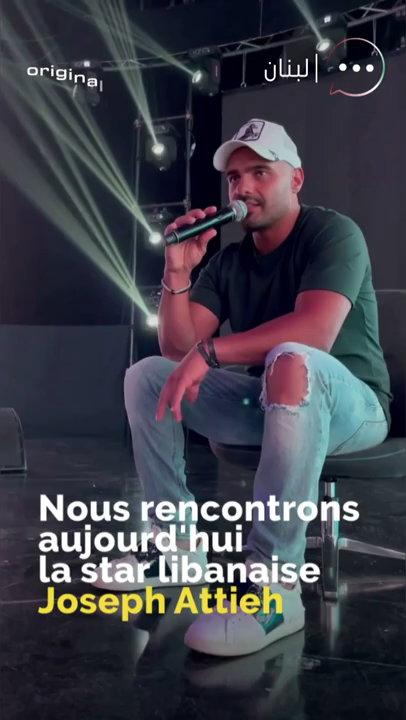 original
لبنان
Nous rencontrons
aujourd'hui
la star libanaise
Joseph Attieh